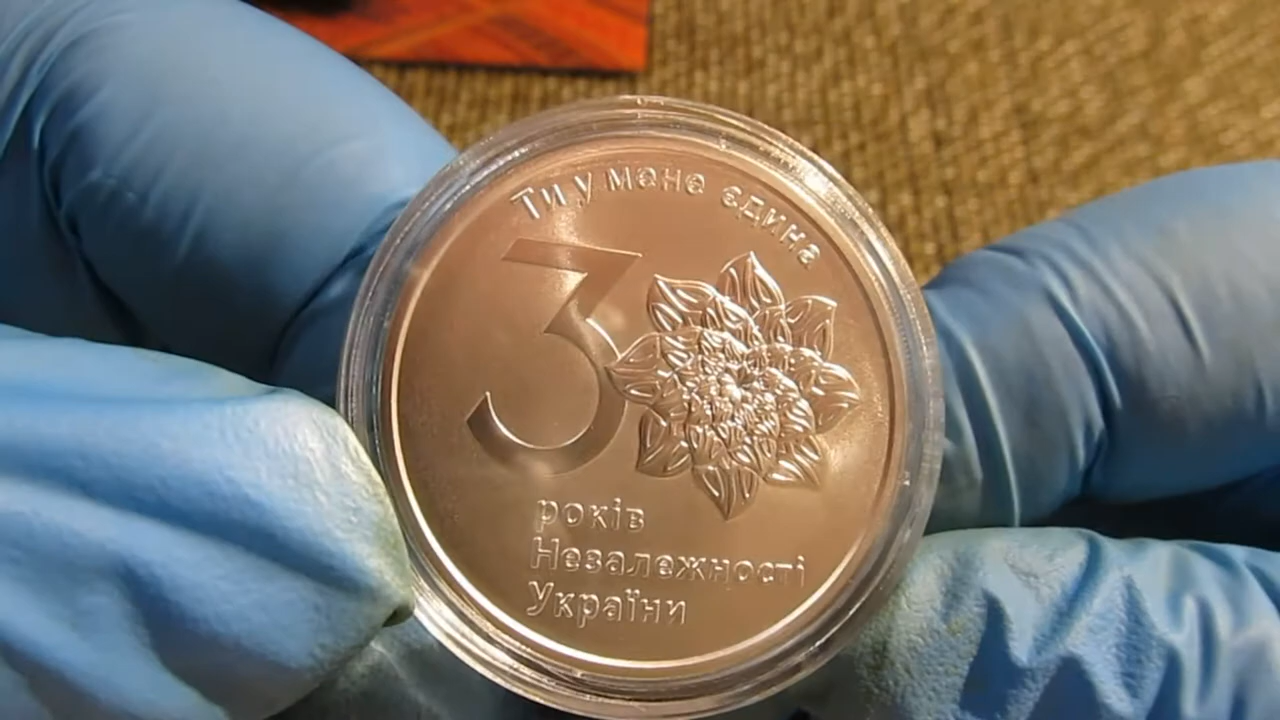 Ти у мене єдина
3
років
Незалежності
України